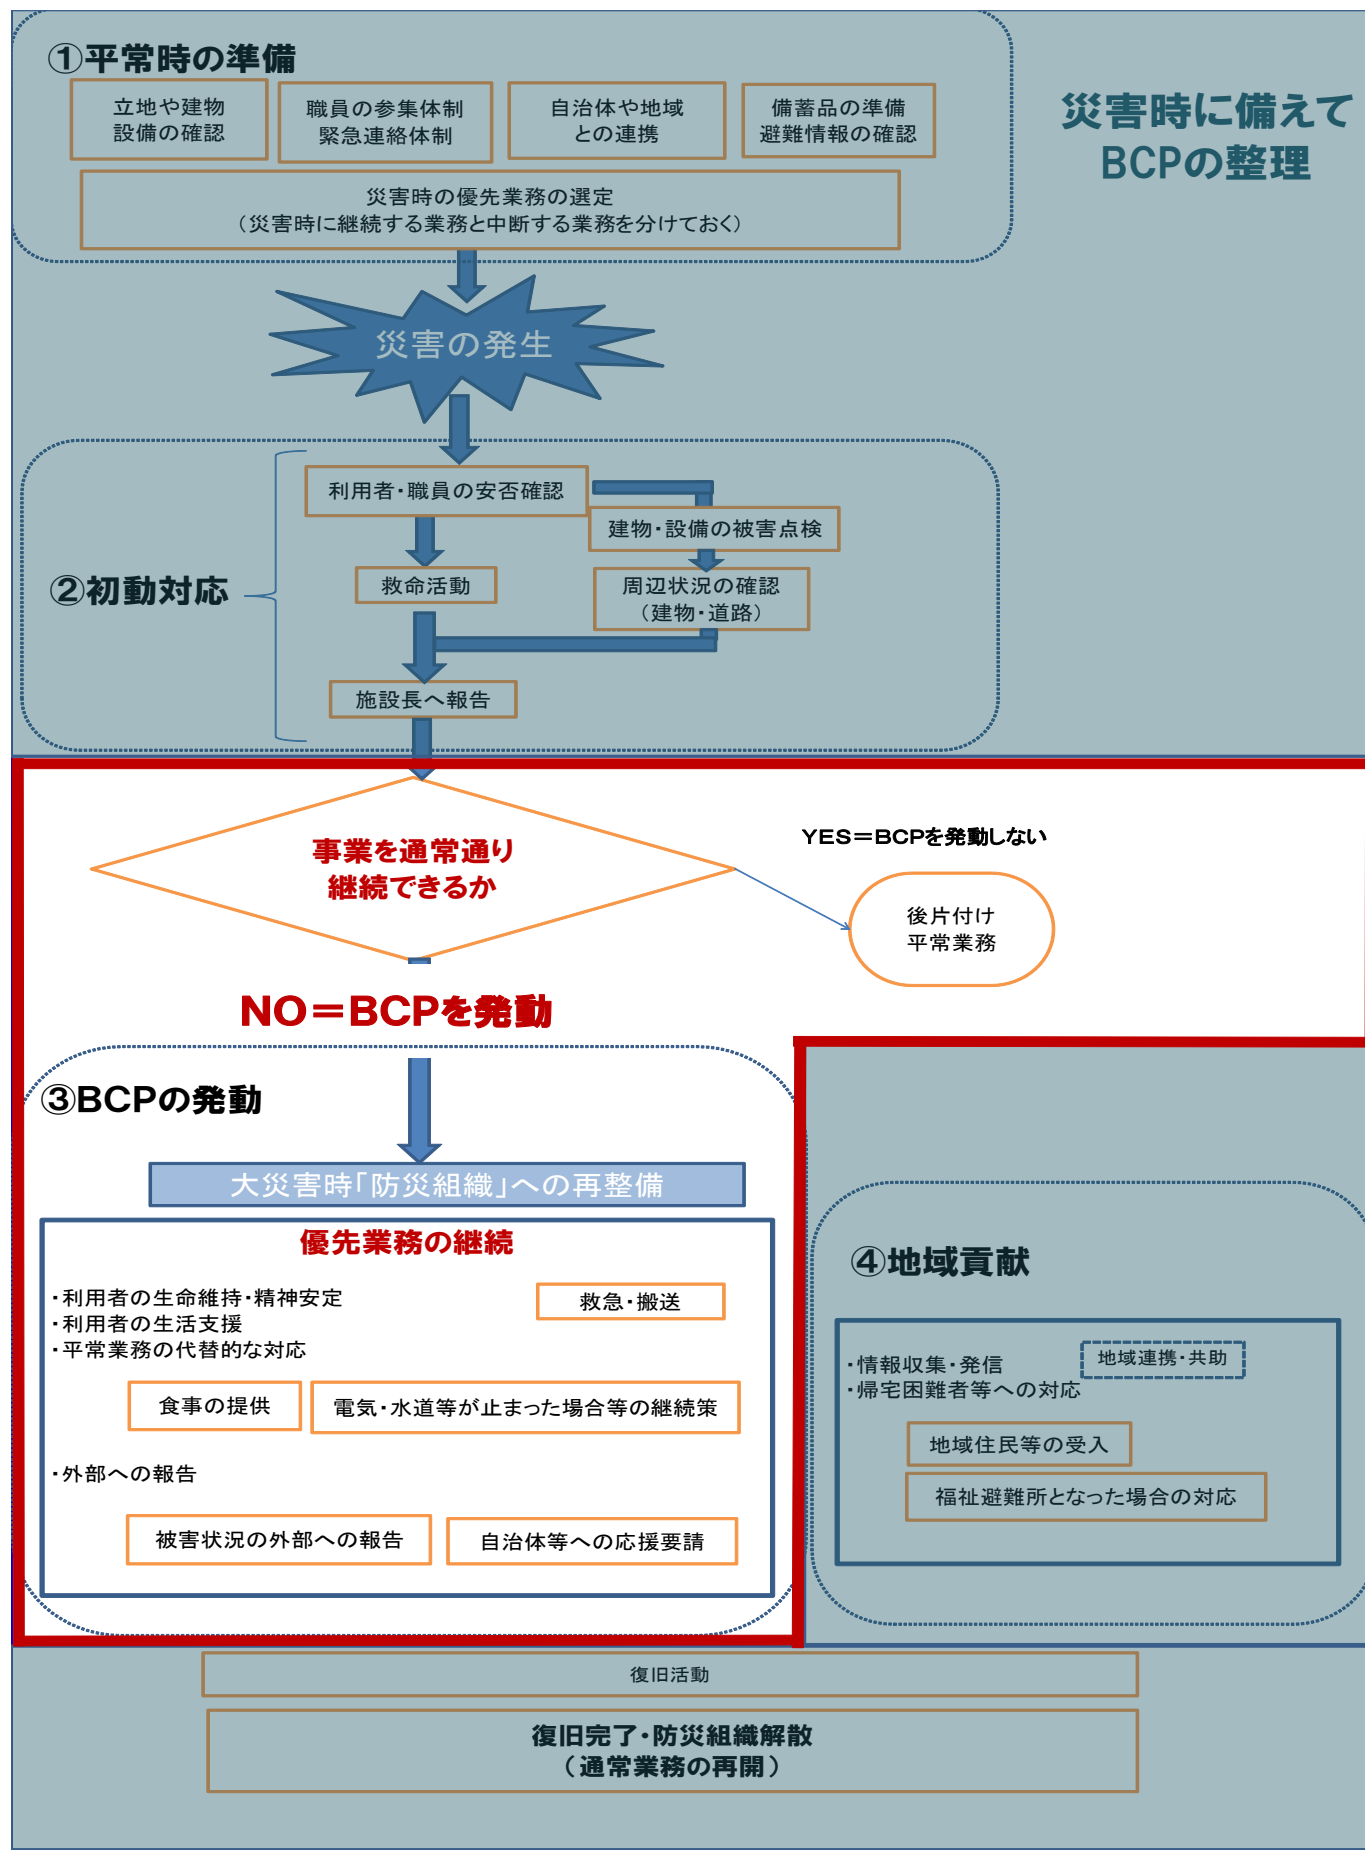 ①平常時の準備
災害時に備えて
BCPの整理
立地や建物
設備の確認
職員の参集体制
緊急連絡体制
自治体や地域
との連携
備蓄品の準備
避難情報の確認
災害時の優先業務の選定
（災害時に継続する業務と中断する業務を分けておく）
災害の発生
②初動対応
利用者・職員の安否確認
建物・設備の被害点検
救命活動
周辺状況の確認
（建物・道路）
施設長へ報告
事業を通常通り
継続できるか
YES＝BCPを発動しない
後片付け
平常業務
NO＝BCPを発動
③BCPの発動
大災害時「防災組織」への再整備
優先業務の継続
・利用者の生命維持・精神安定
・利用者の生活支援
・平常業務の代替的な対応
救急・搬送
食事の提供
電気・水道等が止まった場合等の継続策
・外部への報告
被害状況の外部への報告
自治体等への応援要請
④地域貢献
・情報収集・発信
・帰宅困難者等への対応
地域連携・共助
地域住民等の受入
福祉避難所となった場合の対応
復旧活動
復旧完了・防災組織解散
（通常業務の再開）